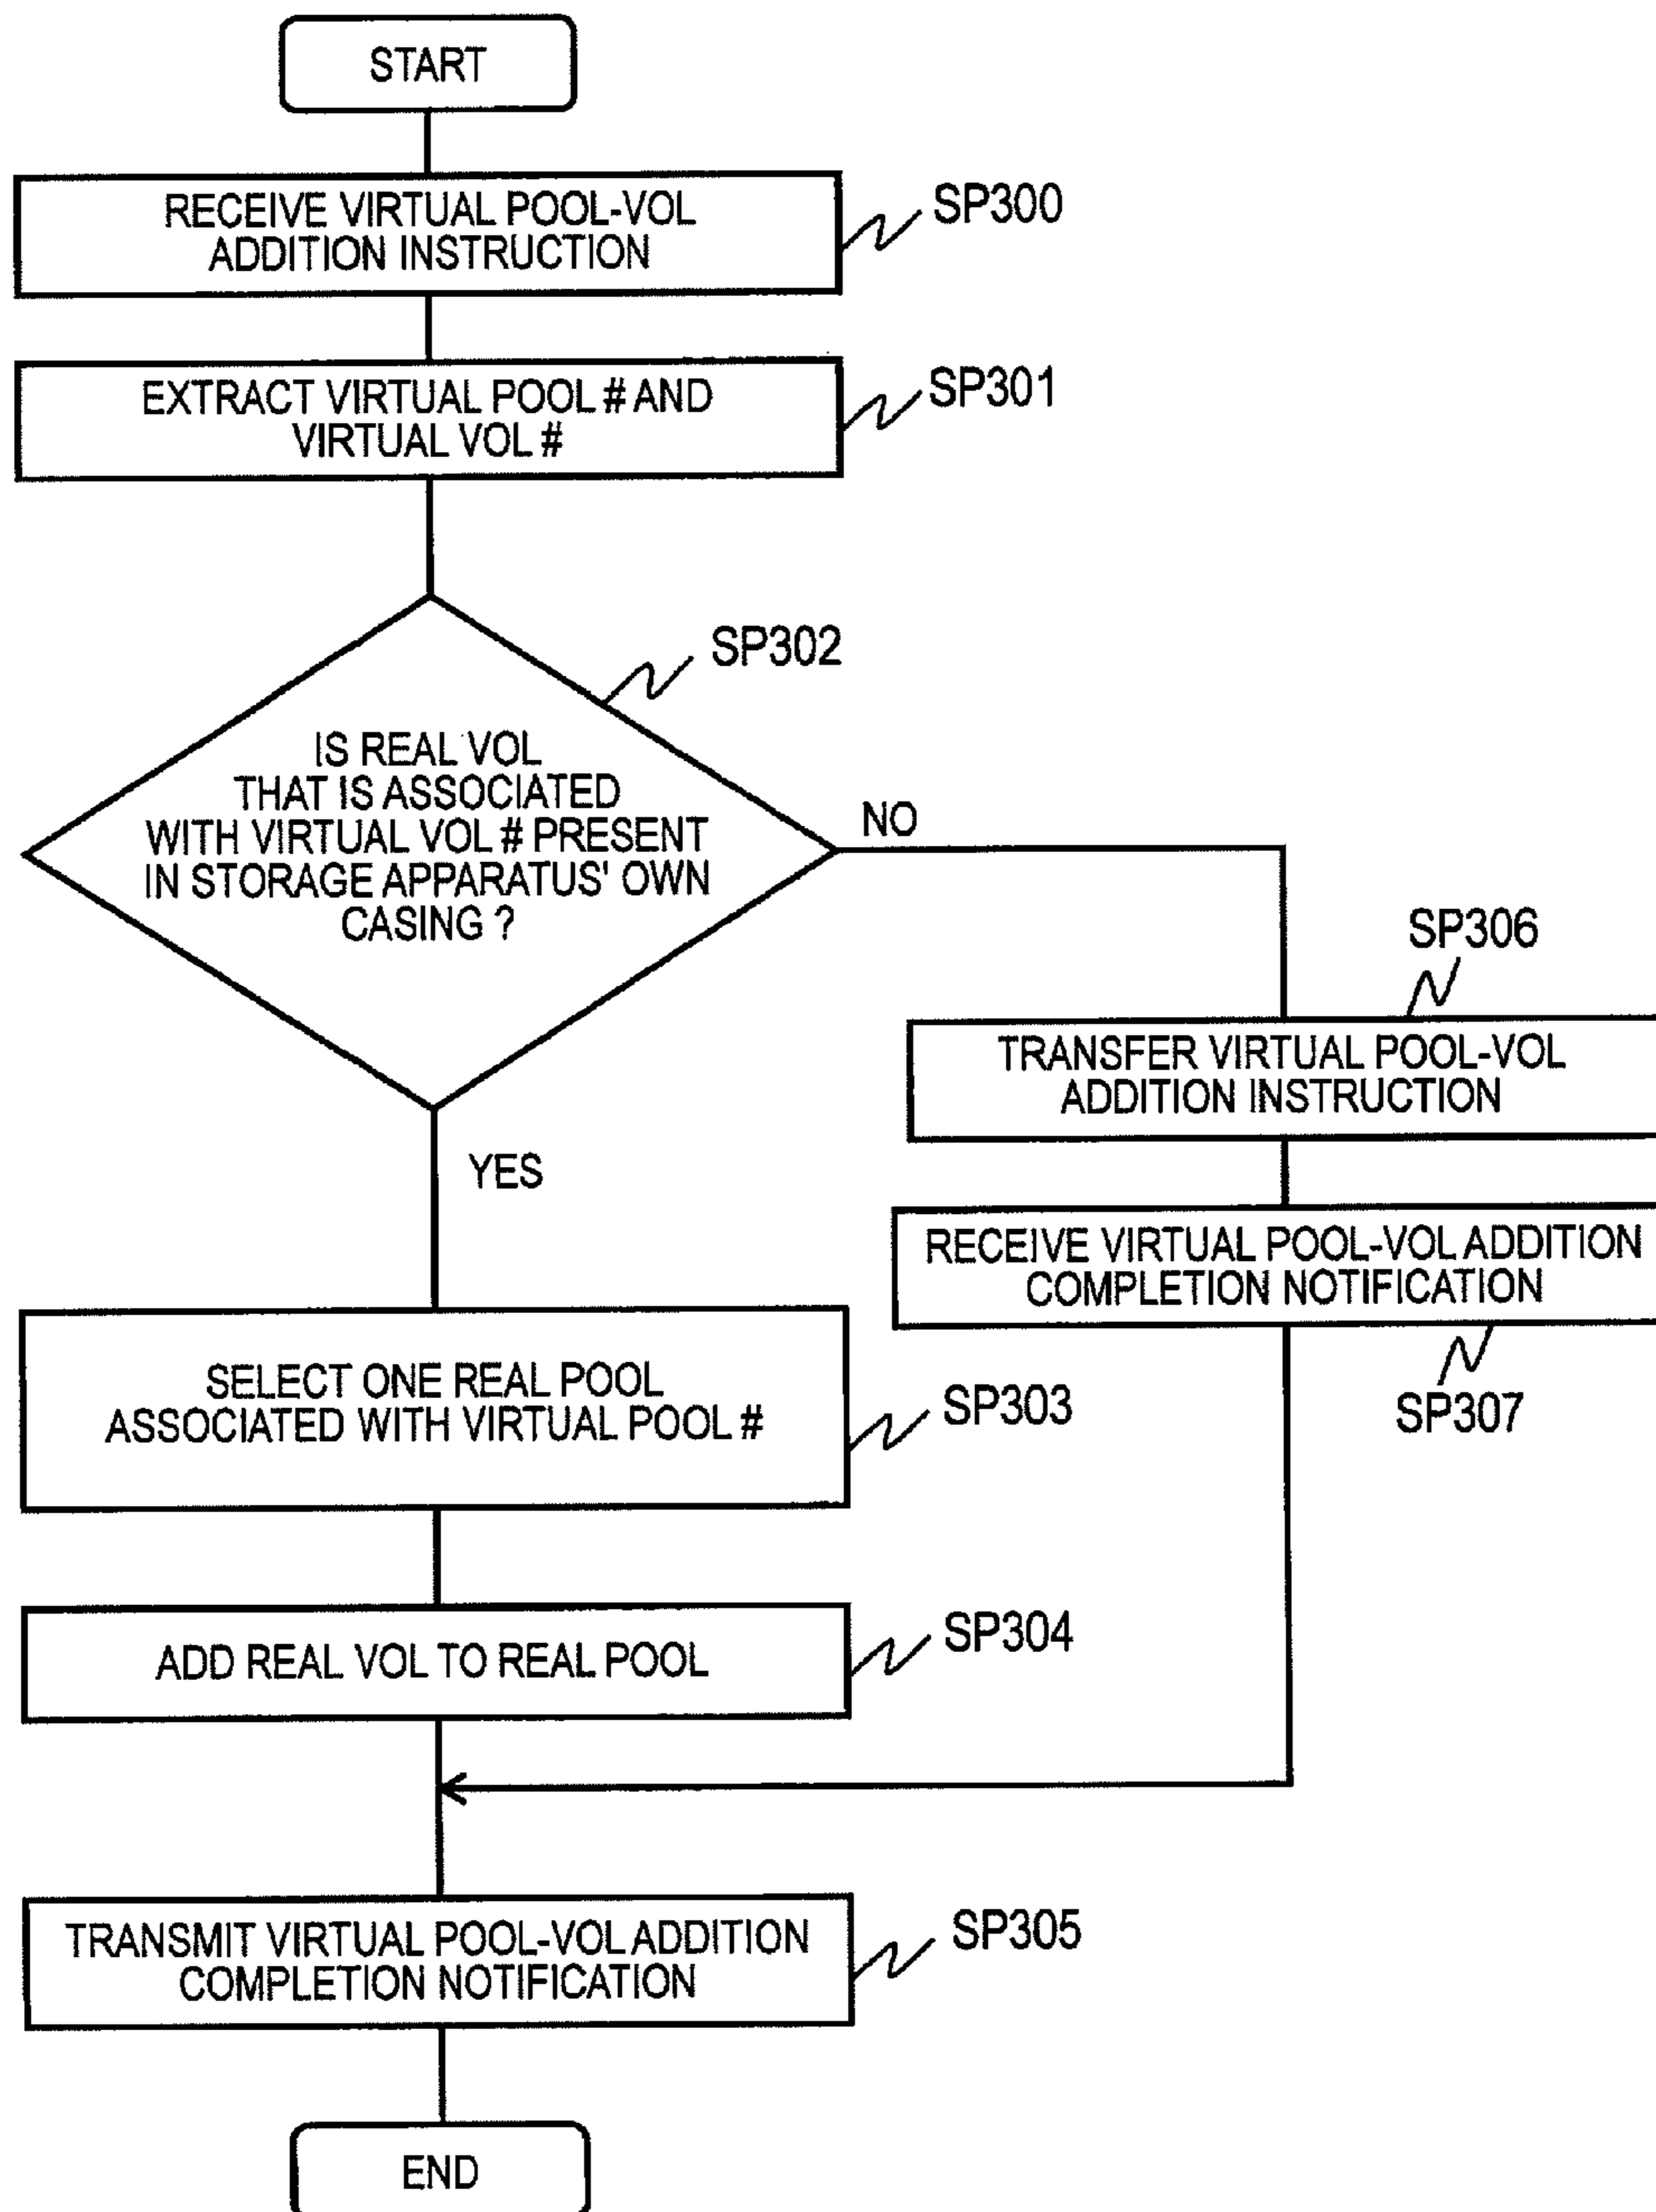 START
RECEIVE VIRTUAL POOL-VOL
ADDITION INSTRUCTION
SP300
EXTRACT VIRTUAL POOL # AND
VIRTUAL VOL #
SP301
SP302
IS REAL VOL
THAT IS ASSOCIATED
WITH VIRTUAL VOL # PRESENT
IN STORAGE APPARATUS' OWN
CASING ?
NO
YES
SP306
TRANSFER VIRTUAL POOL-VOL
ADDITION INSTRUCTION
RECEIVE VIRTUAL POOL-VOL ADDITION
COMPLETION NOTIFICATION
SP307
SELECT ONE REAL POOL
ASSOCIATED WITH VIRTUAL POOL #
SP303
ADD REAL VOL TO REAL POOL
SP304
TRANSMIT VIRTUAL POOL-VOL ADDITION
COMPLETION NOTIFICATION
SP305
END